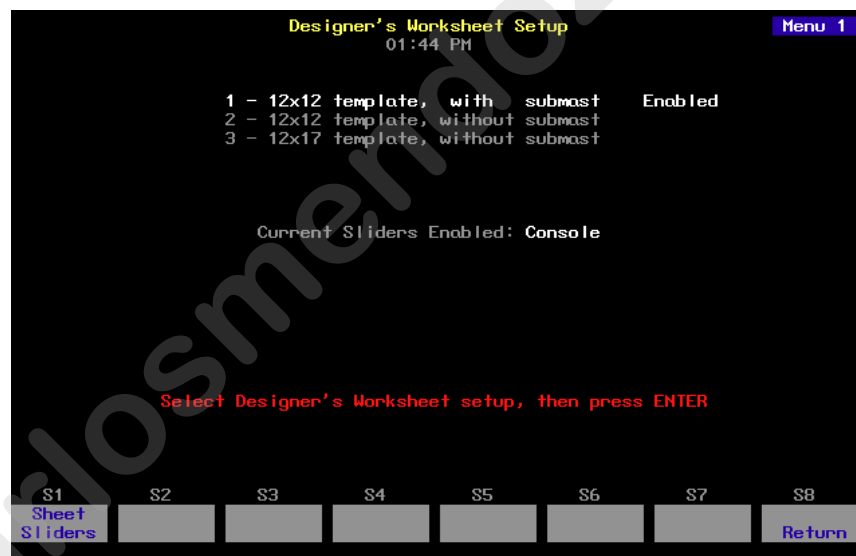 Designer's Worksheet Setup
Menu 1
01:44 PM
1 - 12x12 template, with submast Enabled
2 - 12x12 template, without submast
3 - 12x17 template, without submast
Current Sliders Enabled: Console
Select Designer's Worksheet setup, then press ENTER
S1 S2 S3 S4 S5 S6 S7 S8
Sheet
Sliders Return